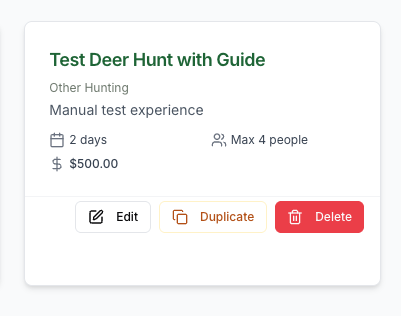 Test Deer Hunt with Guide
Other Hunting
Manual test experience
2 days Max 4 people
$500.00
Edit Duplicate Delete